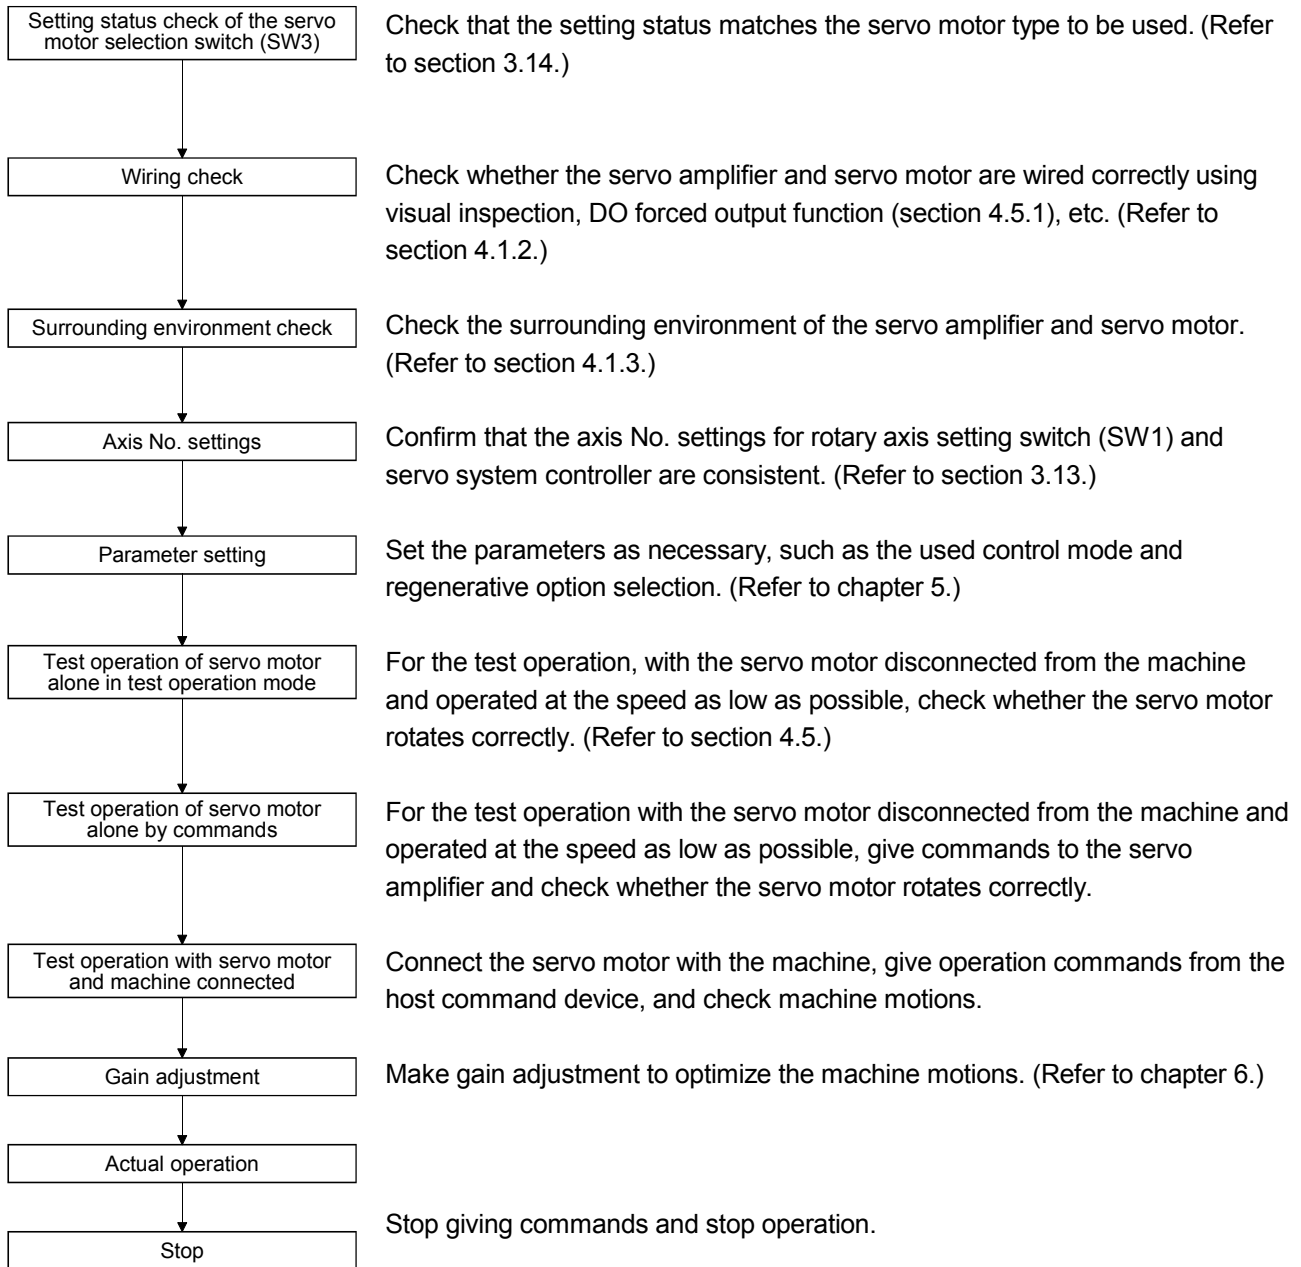 Setting status check of the servo
motor selection switch (SW3)
Check that the setting status matches the servo motor type to be used. (Refer
to section 3.14.)
Wiring check
Check whether the servo amplifier and servo motor are wired correctly using
visual inspection, DO forced output function (section 4.5.1), etc. (Refer to
section 4.1.2.)
Surrounding environment check
Check the surrounding environment of the servo amplifier and servo motor.
(Refer to section 4.1.3.)
Axis No. settings
Confirm that the axis No. settings for rotary axis setting switch (SW1) and
servo system controller are consistent. (Refer to section 3.13.)
Parameter setting
Set the parameters as necessary, such as the used control mode and
regenerative option selection. (Refer to chapter 5.)
Test operation of servo motor
alone in test operation mode
For the test operation, with the servo motor disconnected from the machine
and operated at the speed as low as possible, check whether the servo motor
rotates correctly. (Refer to section 4.5.)
Test operation of servo motor
alone by commands
For the test operation with the servo motor disconnected from the machine and
operated at the speed as low as possible, give commands to the servo
amplifier and check whether the servo motor rotates correctly.
Test operation with servo motor
and machine connected
Connect the servo motor with the machine, give operation commands from the
host command device, and check machine motions.
Gain adjustment
Make gain adjustment to optimize the machine motions. (Refer to chapter 6.)
Actual operation
Stop
Stop giving commands and stop operation.